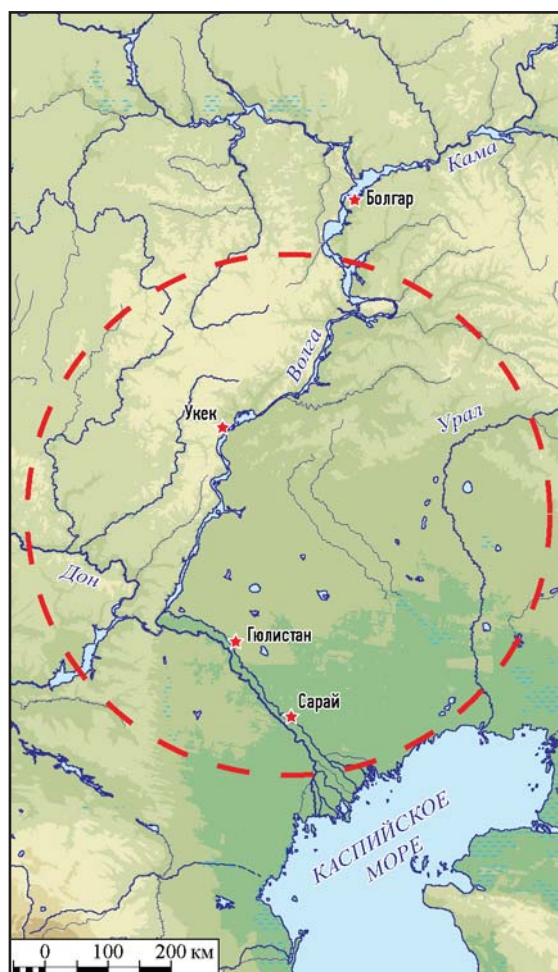 Кама
Болгар
Волга
Укек
Урал
Дон
Гюлистан
Сарай
КАСПИЙСКОЕ
МОРЕ
0 100 200 км